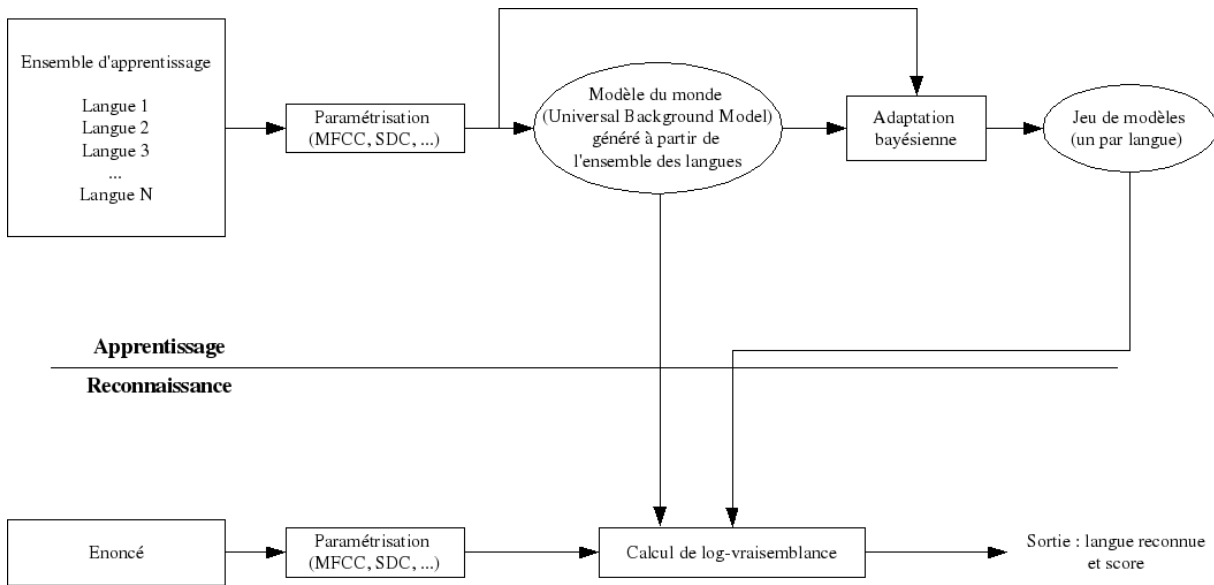 Ensemble d'apprentissage
Langue 1
Langue 2
Langue 3
...
Langue N
Paramétrisation
(MFCC, SDC, ...)
Modèle du monde
(Universal Background Model)
généré à partir de
l'ensemble des langues
Adaptation
bayésienne
Jeu de modèles
(un par langue)
Apprentissage
Reconnaissance
Enoncé
Paramétrisation
(MFCC, SDC, ...)
Calcul de log-vraisemblance
Sortie : langue reconnue
et score